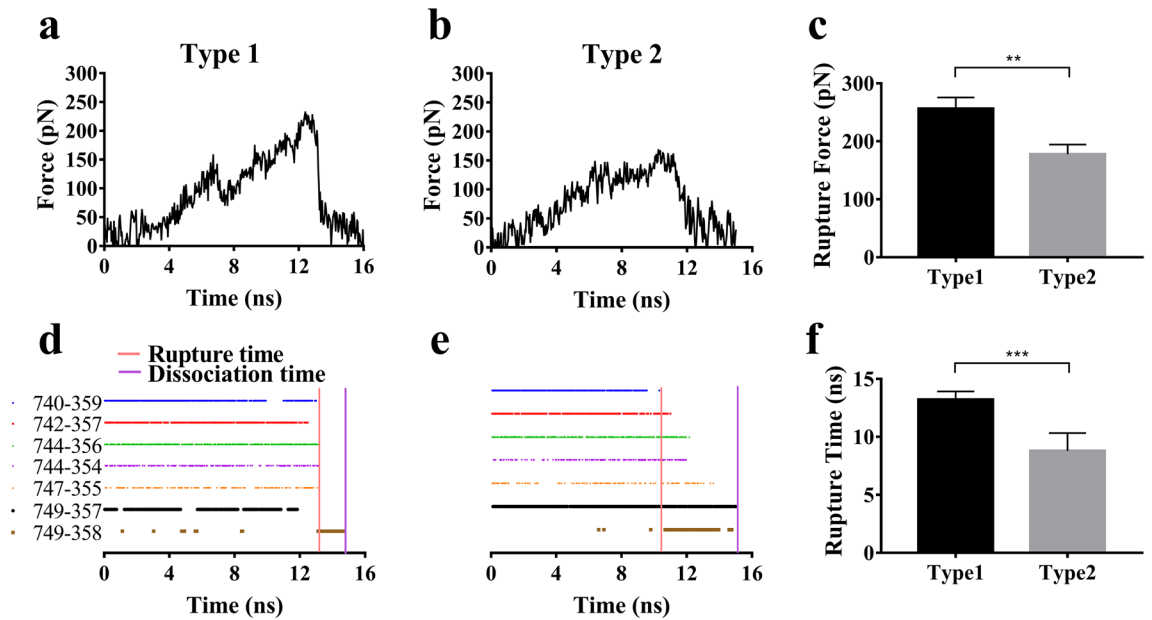 a
Type 1
Force (pN)
300
250
200
150
100
50
0
0 4 8 12 16
Time (ns)
b
Type 2
Force (pN)
300
250
200
150
100
50
0
0 4 8 12 16
Time (ns)
c
**
Rupture Force (pN)
300
200
100
0
Type1 Type2
d
Rupture time
Dissociation time
740-359
742-357
744-356
744-354
747-355
749-357
749-358
0 4 8 12 16
Time (ns)
e
0 4 8 12 16
Time (ns)
f
***
Rupture Time (ns)
15
10
5
0
Type1 Type2